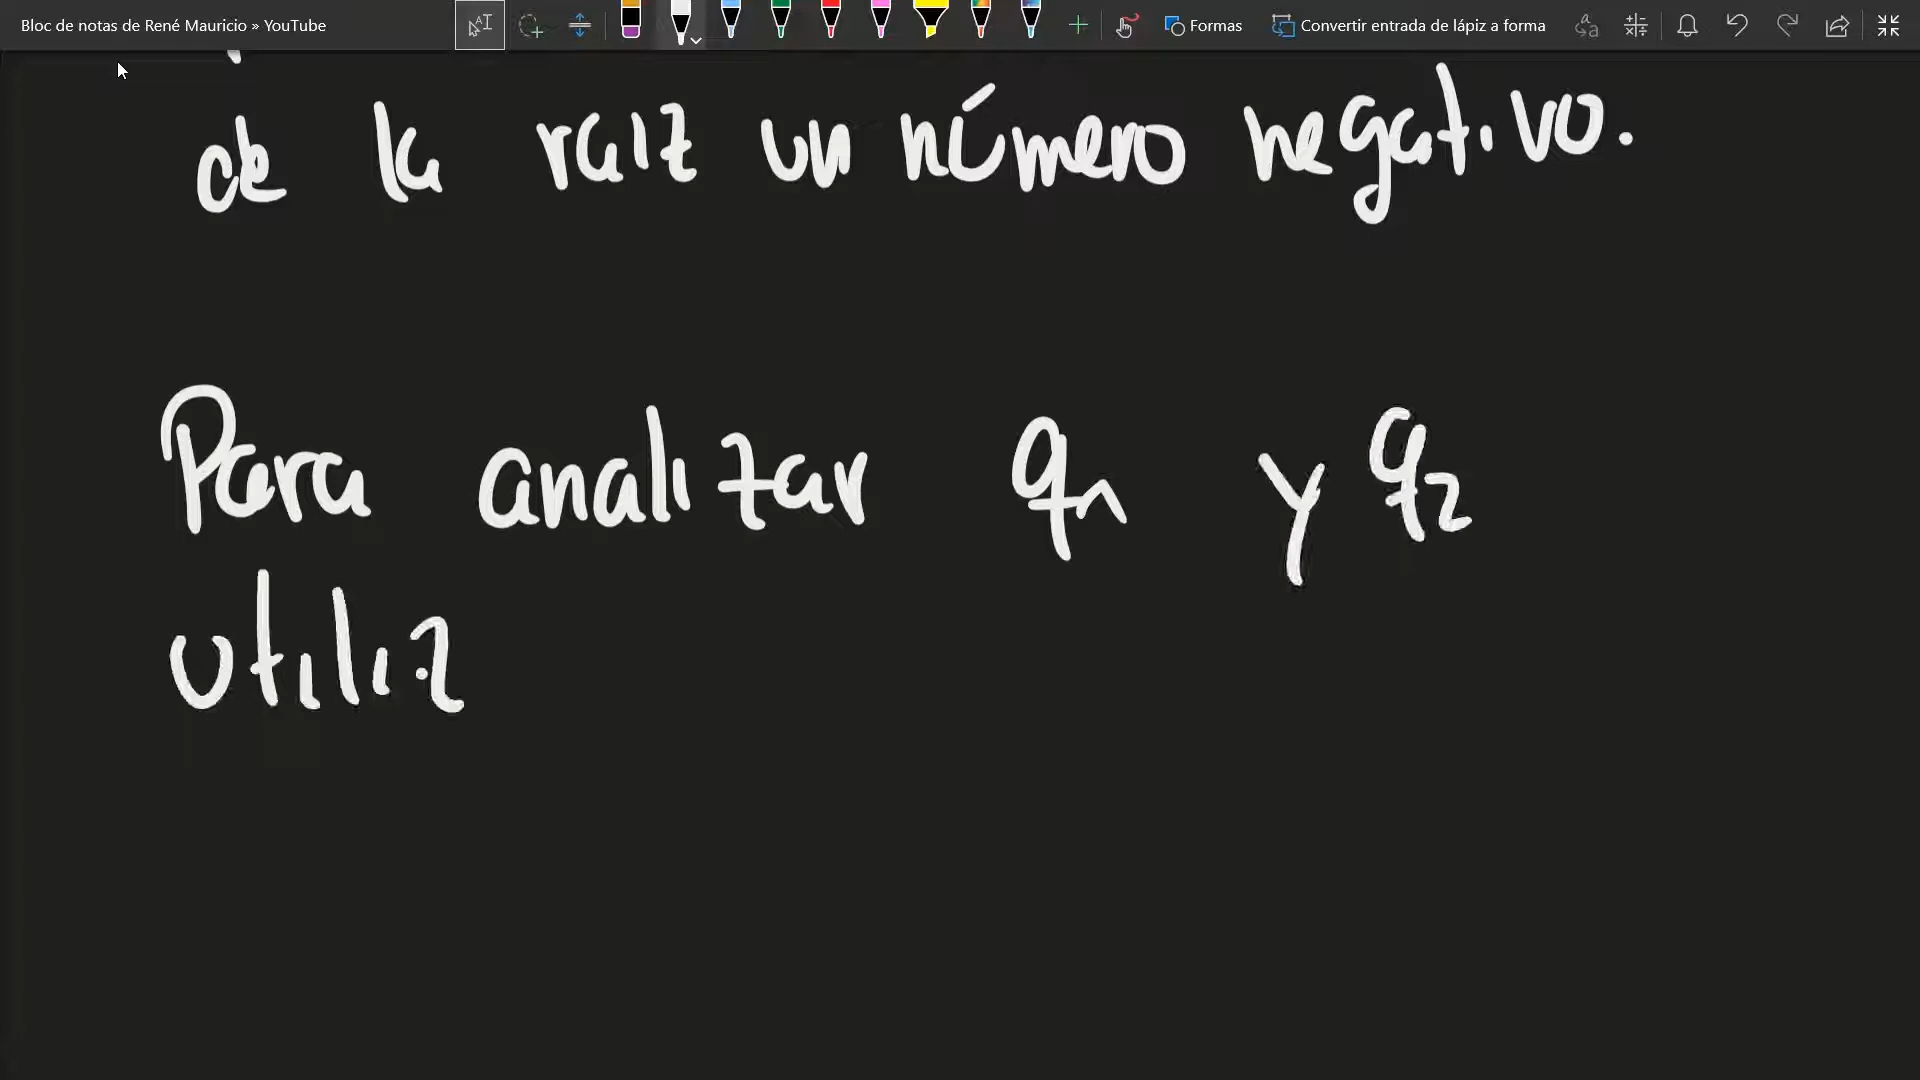 Bloc de notas de René Mauricio » YouTube
Formas
Convertir entrada de lápiz a forma
de la raiz un número negativo.
Para analizar q₁ y q₂
utiliz